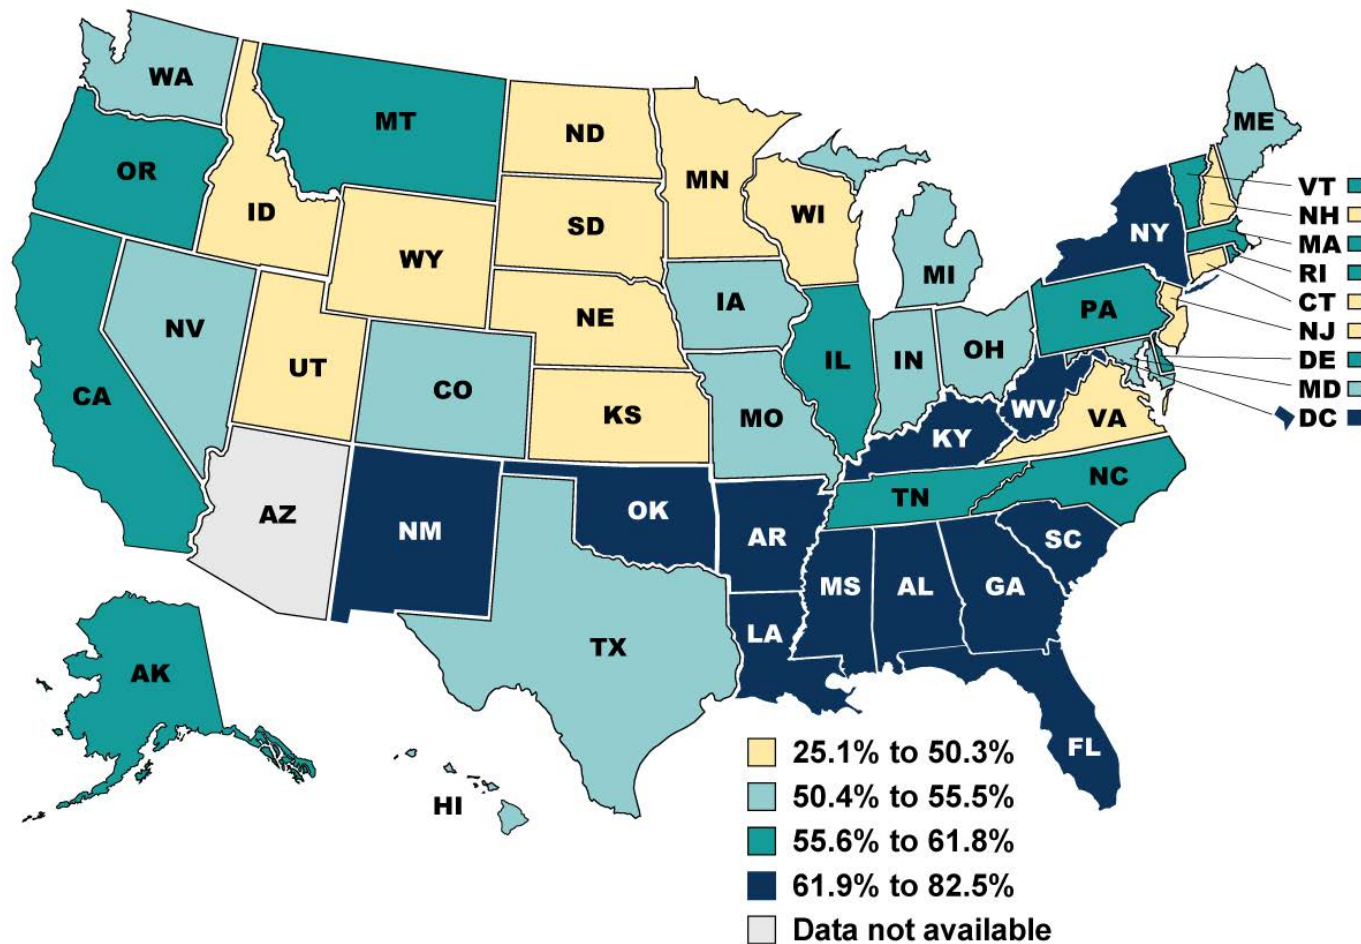 WA
MT
ND
MN
ME
OR
ID
SD
WI
VT
NH
WY
MI
NY
MA
RI
NV
NE
IA
PA
CT
NJ
UT
CO
IL
IN
OH
DE
CA
KS
MO
WV
VA
MD
KY
DC
AZ
NM
OK
TN
NC
AR
SC
MS
AL
GA
LA
TX
AK
FL
HI
25.1% to 50.3%
50.4% to 55.5%
55.6% to 61.8%
61.9% to 82.5%
Data not available